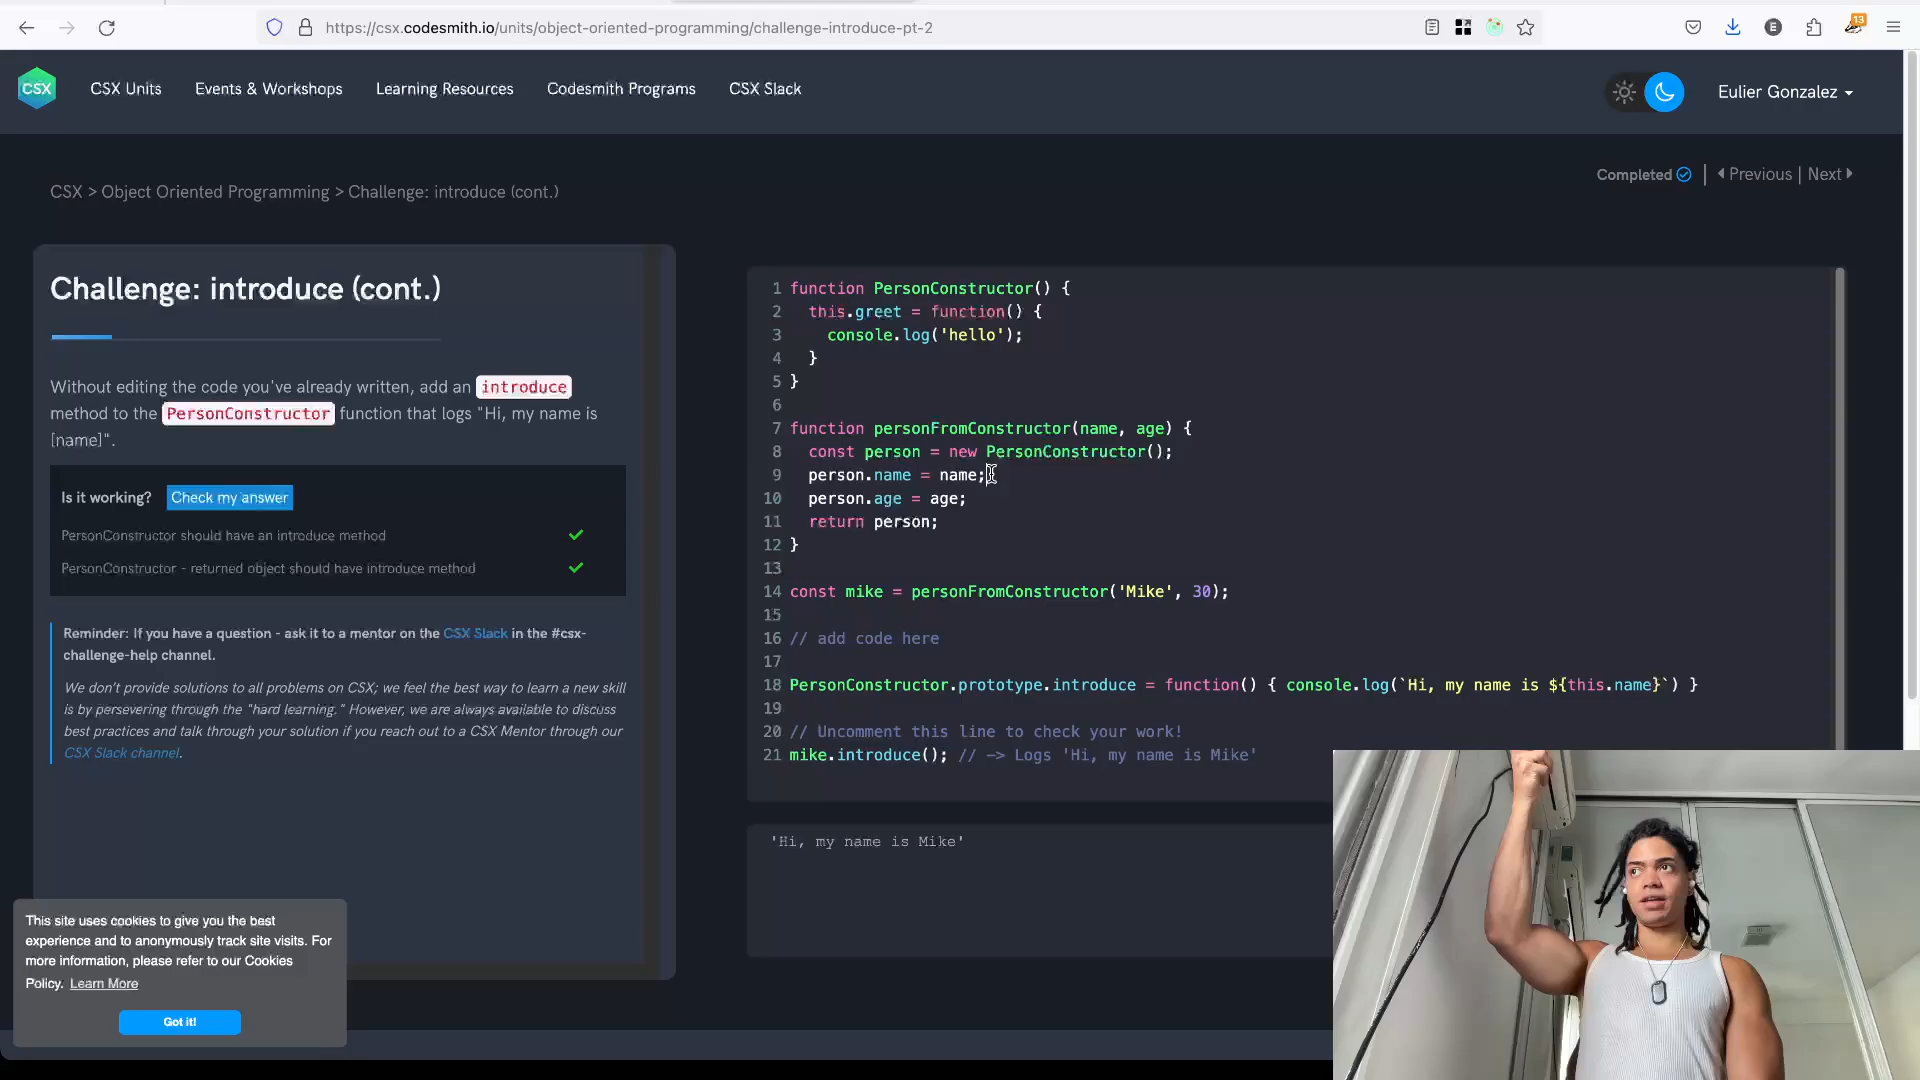 https://csx.codesmith.io/units/object-oriented-programming/challenge-introduce-pt-2
13
E
CSX
CSX Units
Events & Workshops
Learning Resources
Codesmith Programs
CSX Slack
Eulier Gonzalez
CSX > Object Oriented Programming > Challenge: introduce (cont.)
Completed
Previous | Next
Challenge: introduce (cont.)
Without editing the code you've already written, add an introduce
method to the PersonConstructor function that logs "Hi, my name is
[name]".
Is it working? Check my answer
PersonConstructor should have an introduce method
PersonConstructor - returned object should have introduce method
Reminder: If you have a question - ask it to a mentor on the CSX Slack in the #csx-
challenge-help channel.
We don't provide solutions to all problems on CSX; we feel the best way to learn a new skill
is by persevering through the "hard learning." However, we are always available to discuss
best practices and talk through your solution if you reach out to a CSX Mentor through our
CSX Slack channel.
1 function PersonConstructor() {
2 this.greet = function() {
3 console.log('hello');
4 }
5 }
6
7 function personFromConstructor(name, age) {
8 const person = new PersonConstructor();
9 person.name = name;
10 person.age = age;
11 return person;
12 }
13
14 const mike = personFromConstructor('Mike', 30);
15
16 // add code here
17
18 PersonConstructor.prototype.introduce = function() { console.log(`Hi, my name is ${this.name}`) }
19
20 // Uncomment this line to check your work!
21 mike.introduce(); // -> Logs 'Hi, my name is Mike'
'Hi, my name is Mike'
This site uses cookies to give you the best
experience and to anonymously track site visits. For
more information, please refer to our Cookies
Policy. Learn More
Got it!